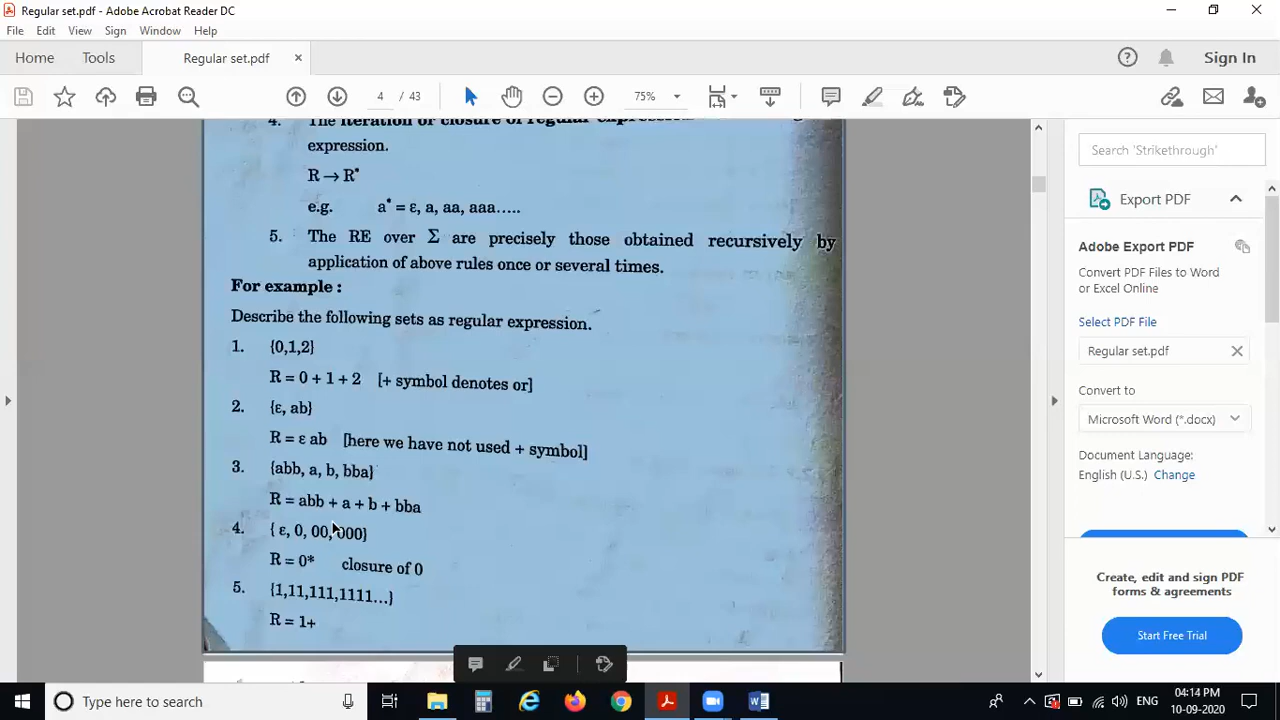 Regular set.pdf - Adobe Acrobat Reader DC
File Edit View Sign Window Help
Home Tools Regular set.pdf × Sign In
4 / 43 75%
4. The iteration or closure of regular
expression.
R → R*
e.g. a* = ε, a, aa, aaa.....
5. The RE over Σ are precisely those obtained recursively by
application of above rules once or several times.
For example :
Describe the following sets as regular expression.
1. {0,1,2}
R = 0 + 1 + 2 [+ symbol denotes or]
2. {ε, ab}
R = ε ab [here we have not used + symbol]
3. {abb, a, b, bba}
R = abb + a + b + bba
4. { ε, 0, 00, 000}
R = 0* closure of 0
5. {1,11,111,1111...}
R = 1+
Search 'Strikethrough'
Export PDF
Adobe Export PDF
Convert PDF Files to Word
or Excel Online
Select PDF File
Regular set.pdf
Convert to
Microsoft Word (*.docx)
Document Language:
English (U.S.) Change
Create, edit and sign PDF
forms & agreements
Start Free Trial
Type here to search
ENG
04:14 PM
10-09-2020